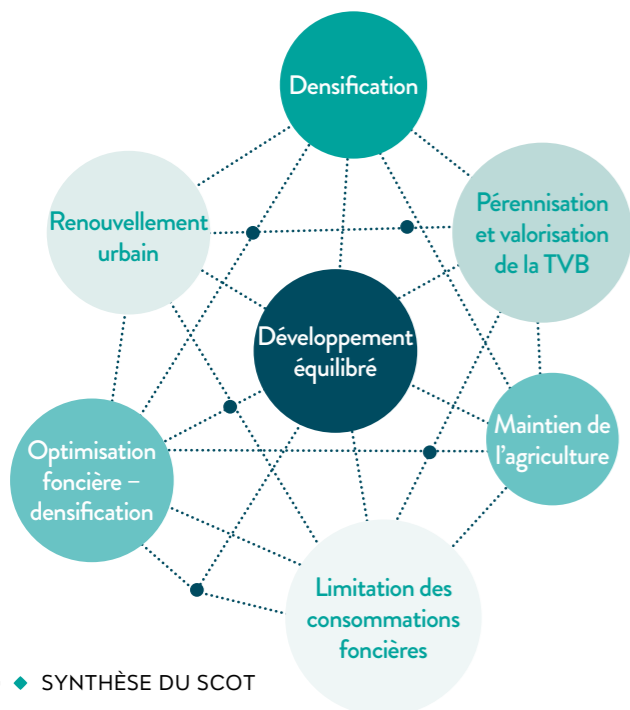 Densification
Renouvellement
urbain
Pérennisation
et valorisation
de la TVB
Développement
équilibré
Optimisation
foncière –
densification
Maintien de
l’agriculture
Limitation des
consommations
foncières
SYNTHÈSE DU SCOT